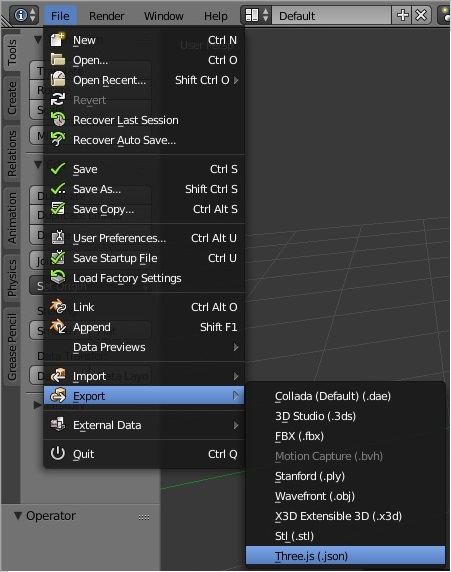 File Render Window Help Default
New Ctrl N
Open... Ctrl O
Open Recent... Shift Ctrl O
Revert
Recover Last Session
Recover Auto Save...
Save Ctrl S
Save As... Shift Ctrl S
Save Copy... Ctrl Alt S
User Preferences... Ctrl Alt U
Save Startup File Ctrl U
Load Factory Settings
Link Ctrl Alt O
Append Shift F1
Data Previews
Import
Export
External Data
Quit Ctrl Q
Collada (Default) (.dae)
3D Studio (.3ds)
FBX (.fbx)
Motion Capture (.bvh)
Stanford (.ply)
Wavefront (.obj)
X3D Extensible 3D (.x3d)
Stl (.stl)
Three.js (.json)
Tools
Create
Relations
Animation
Physics
Grease Pencil
Operator